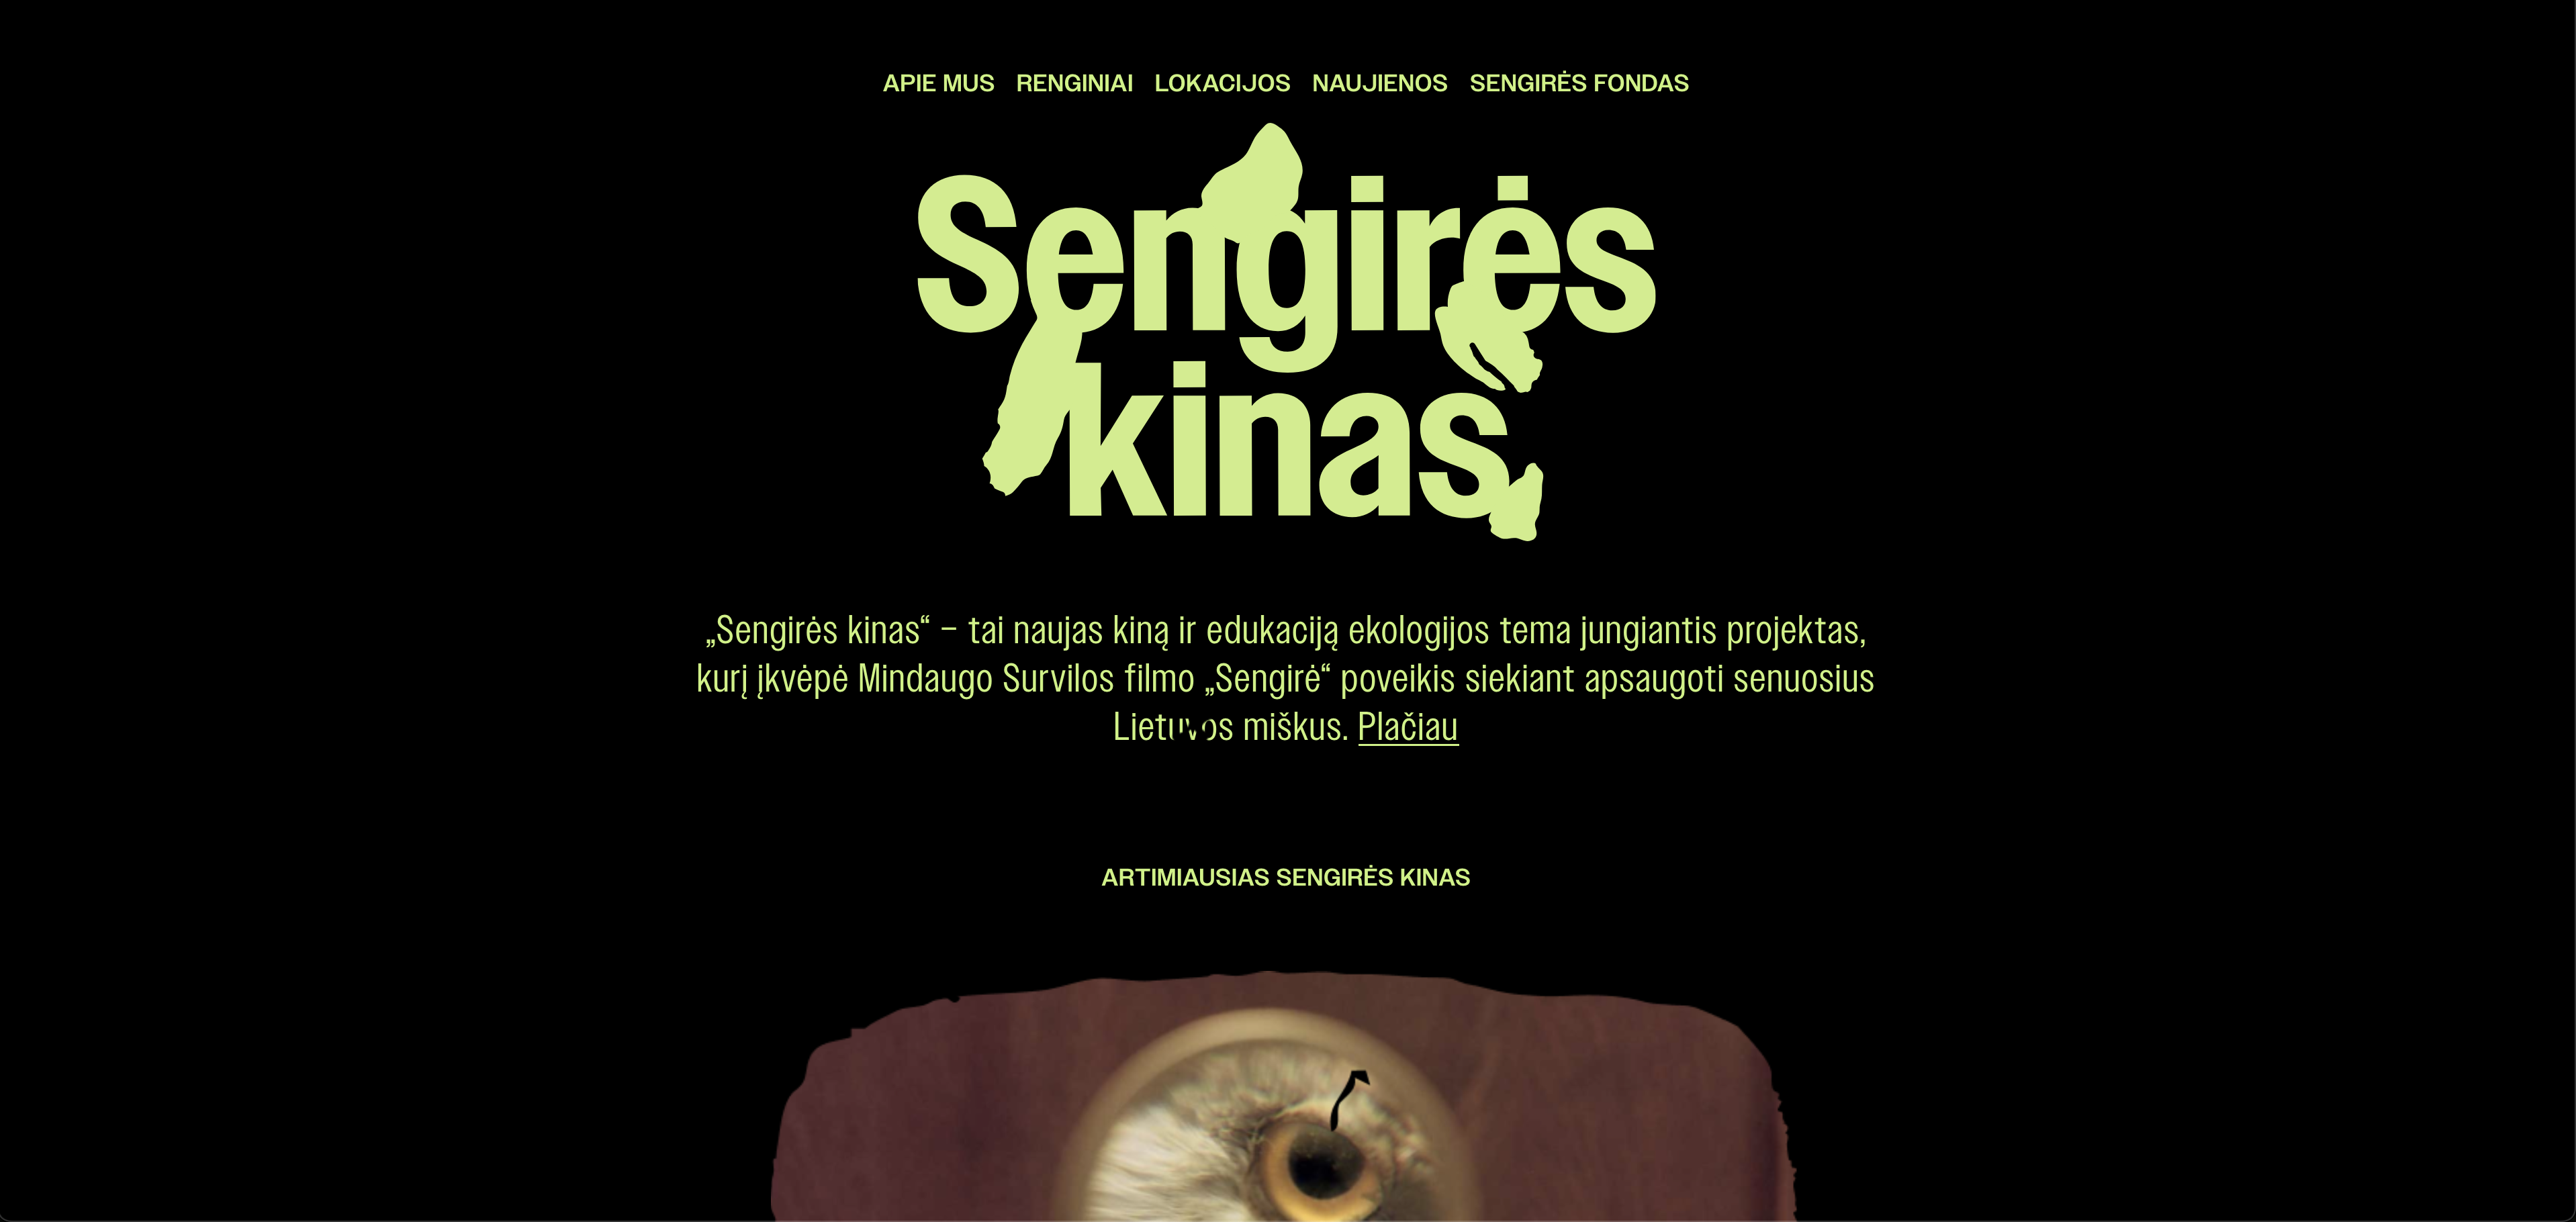 APIE MUS RENGINIAI LOKACIJOS NAUJIENOS SENGIRĖS FONDAS
Sengirės
kinas
„Sengirės kinas“ – tai naujas kiną ir edukaciją ekologijos tema jungiantis projektas,
kurį įkvėpė Mindaugo Survilos filmo „Sengirė“ poveikis siekiant apsaugoti senuosius
Lietuvos miškus. Plačiau
ARTIMIAUSIAS SENGIRĖS KINAS